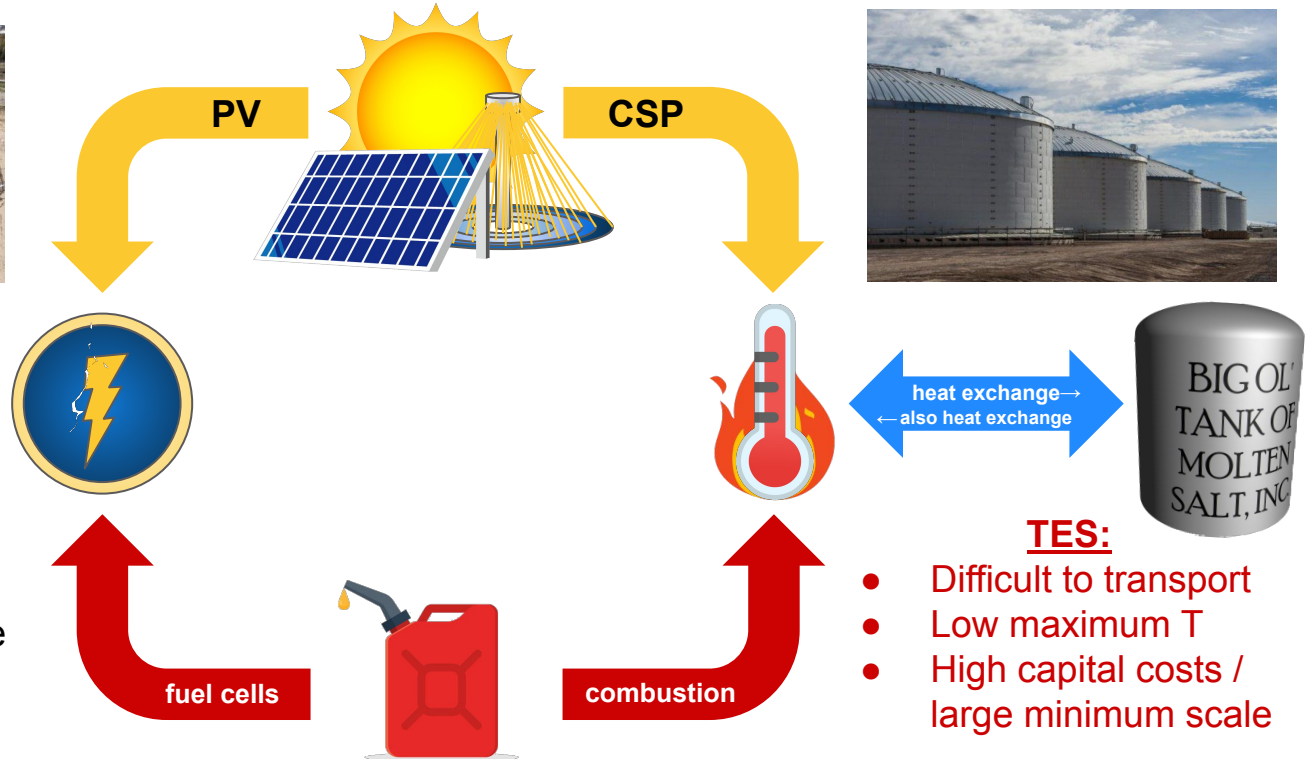 PV
CSP
heat exchange→
←also heat exchange
BIG OL'
TANK OF
MOLTEN
SALT, INC.
TES:
● Difficult to transport
● Low maximum T
● High capital costs /
large minimum scale
e
fuel cells
combustion